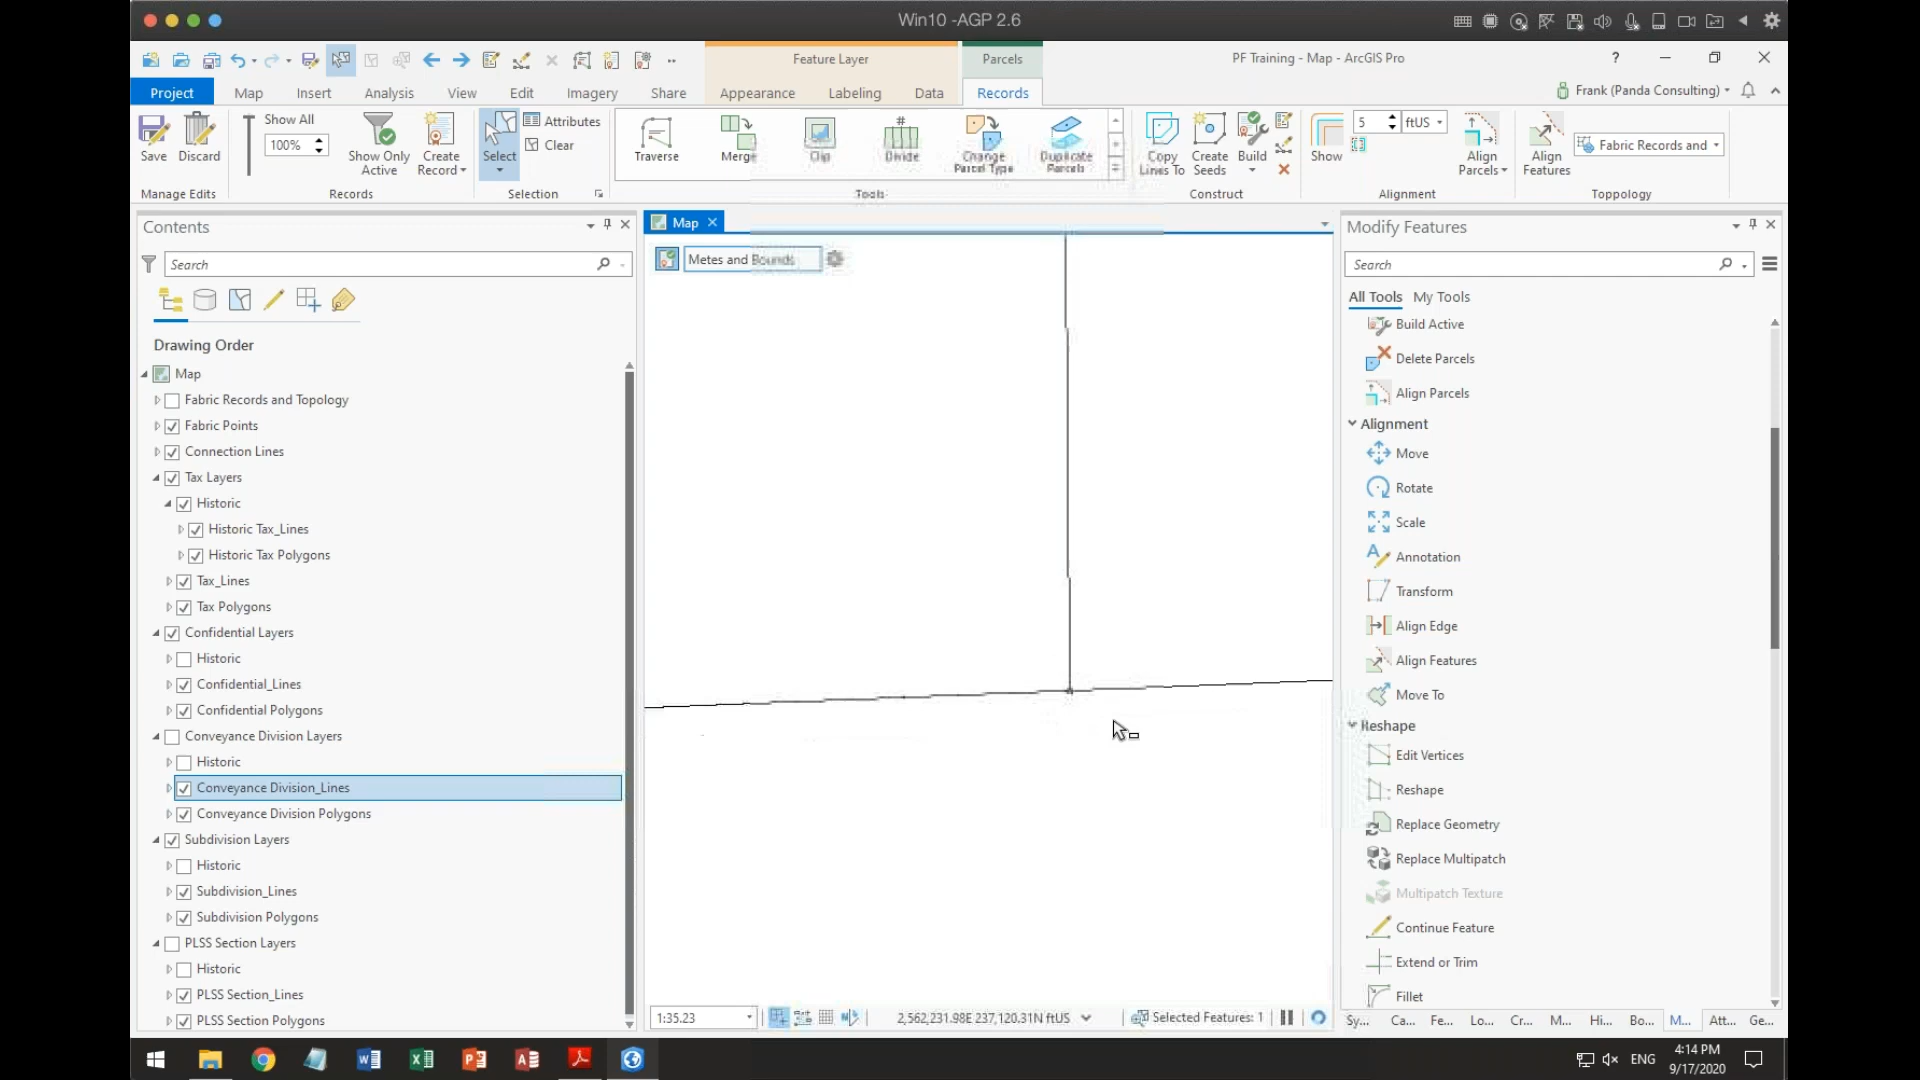 Win10 -AGP 2.6
Feature Layer
Parcels
PF Training - Map - ArcGIS Pro
?
Project
Map
Insert
Analysis
View
Edit
Imagery
Share
Appearance
Labeling
Data
Records
Frank (Panda Consulting)
Save
Discard
Manage Edits
Show All
100%
Show Only
Active
Create
Record
Records
Select
Attributes
Clear
Selection
Traverse
Merge
Clip
Divide
Change
Parcel Type
Duplicate
Parcels
Tools
Copy
Lines To
Create
Seeds
Build
Construct
Show
5
ftUS
Align
Parcels
Alignment
Align
Features
Fabric Records and
Toppology
Contents
Search
Drawing Order
Map
Fabric Records and Topology
Fabric Points
Connection Lines
Tax Layers
Historic
Historic Tax_Lines
Historic Tax Polygons
Tax_Lines
Tax Polygons
Confidential Layers
Historic
Confidential_Lines
Confidential Polygons
Conveyance Division Layers
Historic
Conveyance Division_Lines
Conveyance Division Polygons
Subdivision Layers
Historic
Subdivision_Lines
Subdivision Polygons
PLSS Section Layers
Historic
PLSS Section_Lines
PLSS Section Polygons
Map
Metes and Bounds
1:35.23
2,562,231.98E 237,120.31N ftUS
Selected Features: 1
Modify Features
Search
All Tools
My Tools
Build Active
Delete Parcels
Align Parcels
Alignment
Move
Rotate
Scale
Annotation
Transform
Align Edge
Align Features
Move To
Reshape
Edit Vertices
Reshape
Replace Geometry
Replace Multipatch
Multipatch Texture
Continue Feature
Extend or Trim
Fillet
Sy...
Ca...
Fe...
Lo...
Cr...
M...
Hi...
Bo...
M...
Att...
Ge...
ENG
4:14 PM
9/17/2020